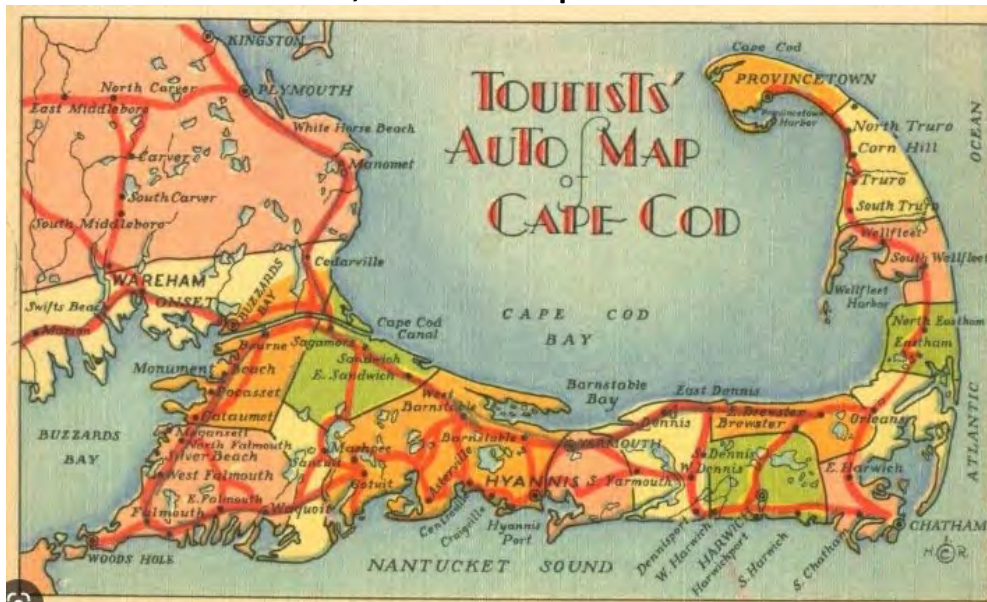 TOURISTS'
AUTO MAP
OF
CAPE COD
KINGSTON
North Carver
PLYMOUTH
East Middleboro
White Horse Beach
Carver
Manomet
South Carver
South Middleboro
Cedarville
WAREHAM
ONSET
BUZZARDS
BAY
Swifts Beach
Marion
Bourne
Sagamore
Cape Cod
Canal
Sandwich
E. Sandwich
Monument
Beach
Pocasset
Cataumet
Megansett
North Falmouth
Silver Beach
West Falmouth
E. Falmouth
Falmouth
Waquoit
WOODS HOLE
BUZZARDS
BAY
CAPE COD
BAY
Cape Cod
PROVINCETOWN
Provincetown
Harbor
North Truro
Corn Hill
Truro
South Truro
Wellfleet
South Wellfleet
Wellfleet
Harbor
North Eastham
Eastham
OCEAN
ATLANTIC
Barnstable
Bay
West
Barnstable
Barnstable
Mashpee
Santuit
Cotuit
Centerville
Craigville
HYANNIS
Hyannis
Port
YARMOUTH
S. Yarmouth
East Dennis
Dennis
S. Dennis
W. Dennis
E. Brewster
Brewster
Orleans
E. Harwich
Dennisport
W. Harwich
HARWICH
Harwichport
S. Harwich
S. Chatham
CHATHAM
NANTUCKET SOUND
H.©R.